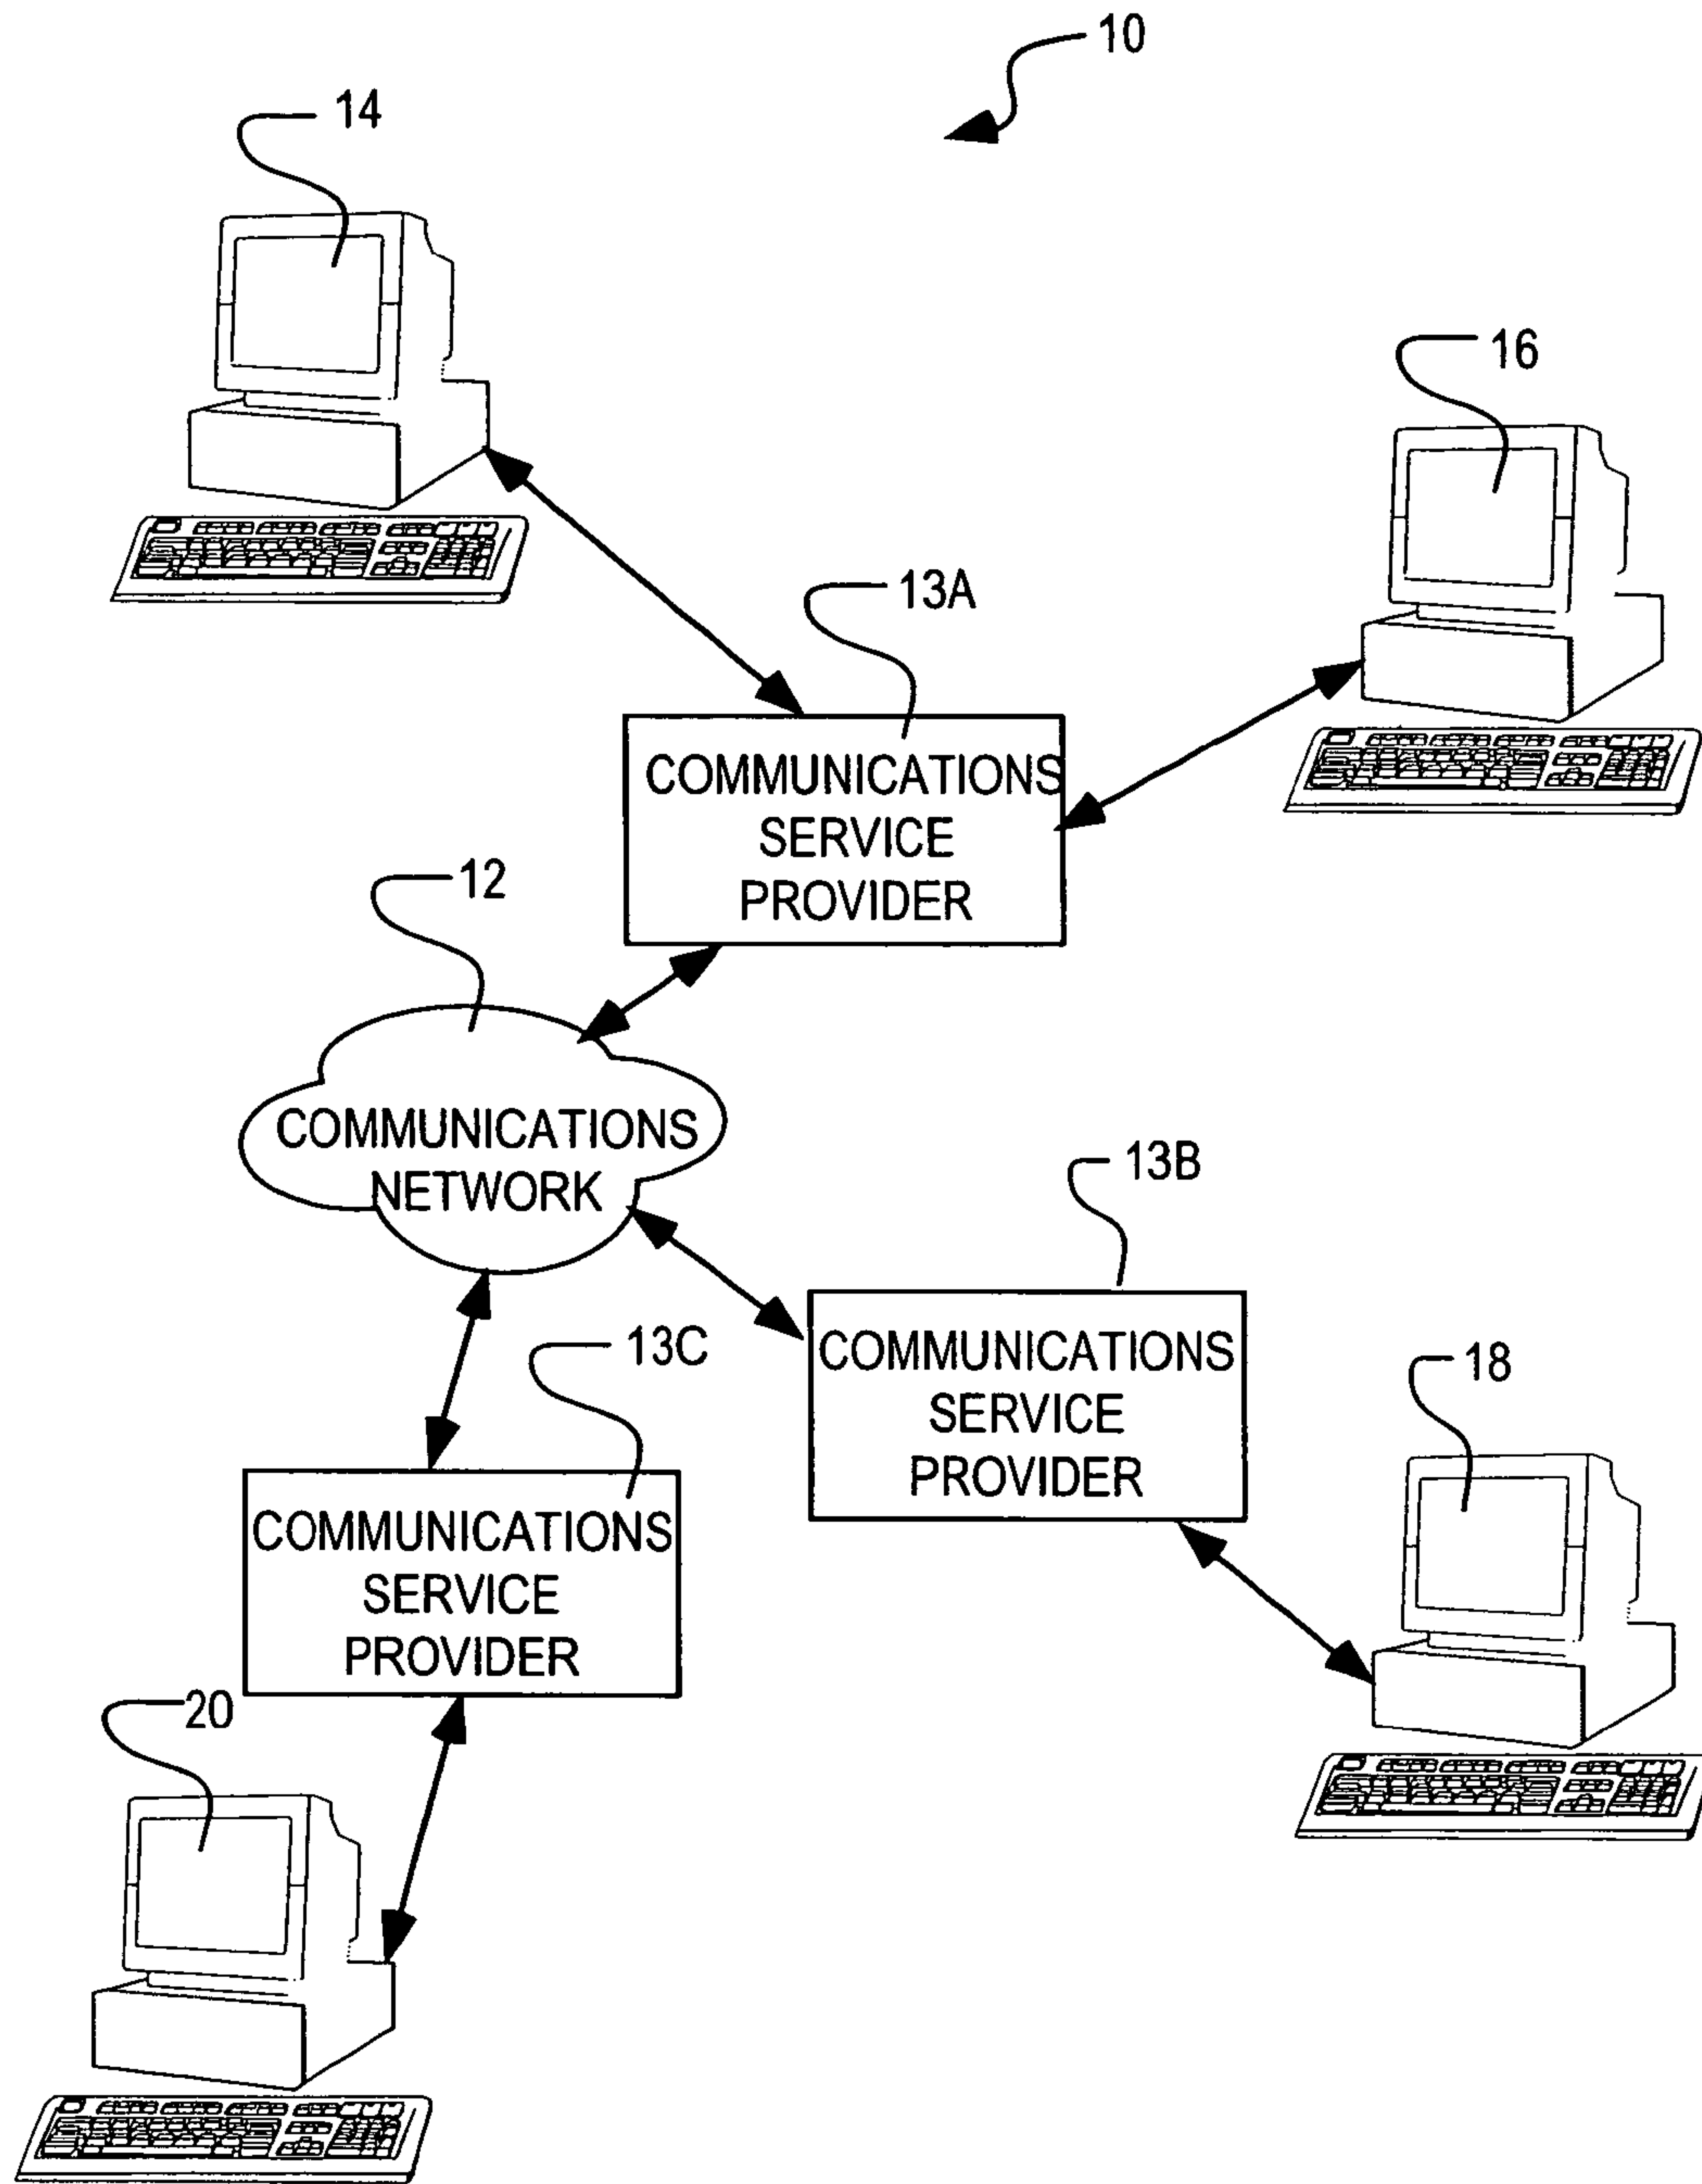 10
14
16
13A
COMMUNICATIONS
SERVICE
PROVIDER
12
COMMUNICATIONS
NETWORK
13B
COMMUNICATIONS
SERVICE
PROVIDER
13C
COMMUNICATIONS
SERVICE
PROVIDER
18
20